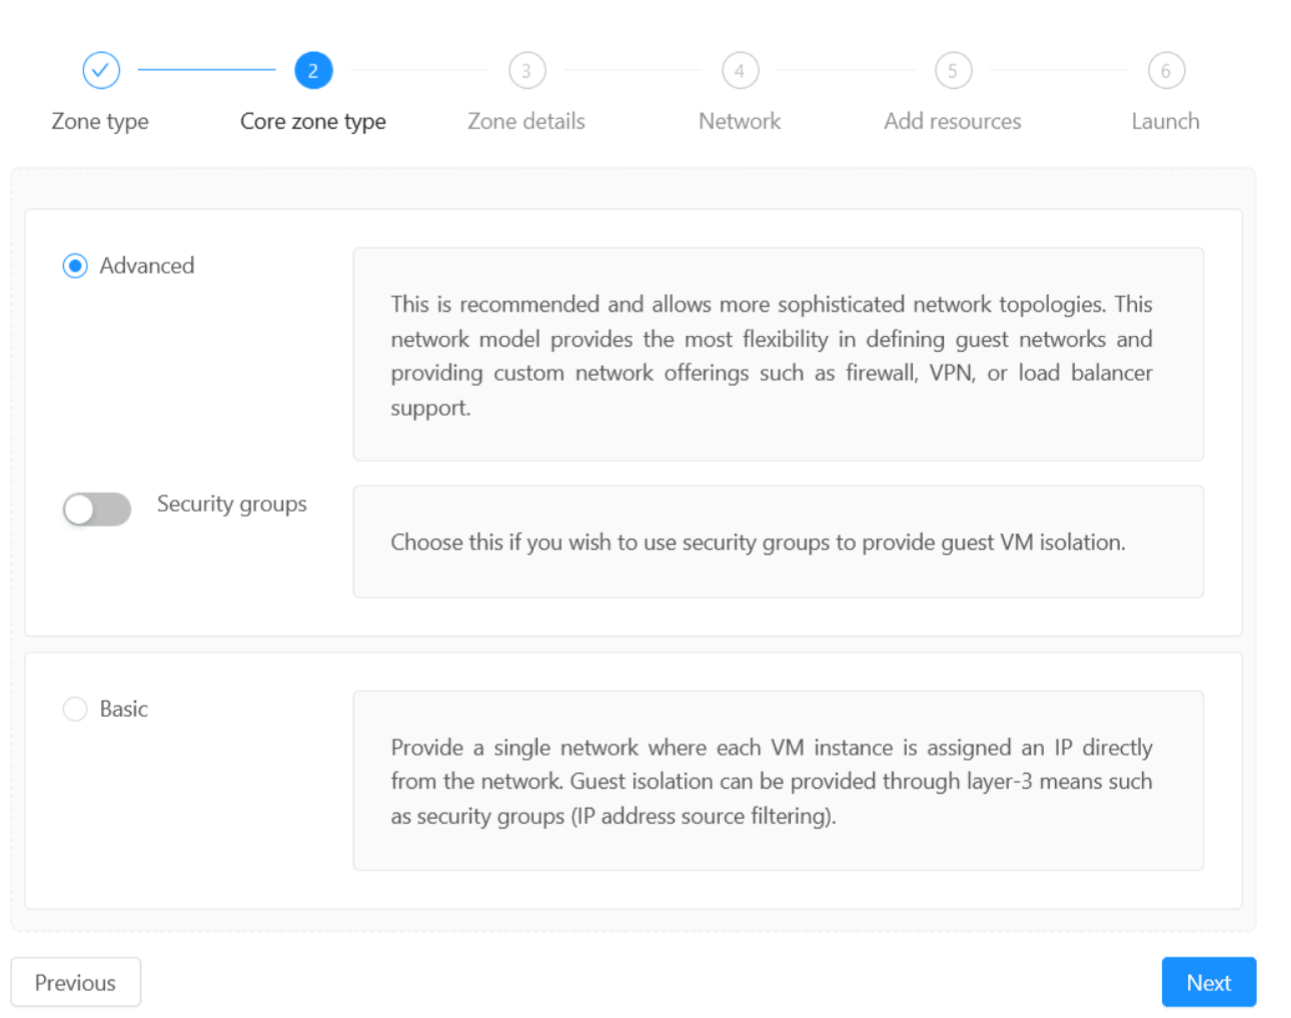 2 3 4 5 6
Zone type Core zone type Zone details Network Add resources Launch
Advanced
This is recommended and allows more sophisticated network topologies. This
network model provides the most flexibility in defining guest networks and
providing custom network offerings such as firewall, VPN, or load balancer
support.
Security groups
Choose this if you wish to use security groups to provide guest VM isolation.
Basic
Provide a single network where each VM instance is assigned an IP directly
from the network. Guest isolation can be provided through layer-3 means such
as security groups (IP address source filtering).
Previous Next